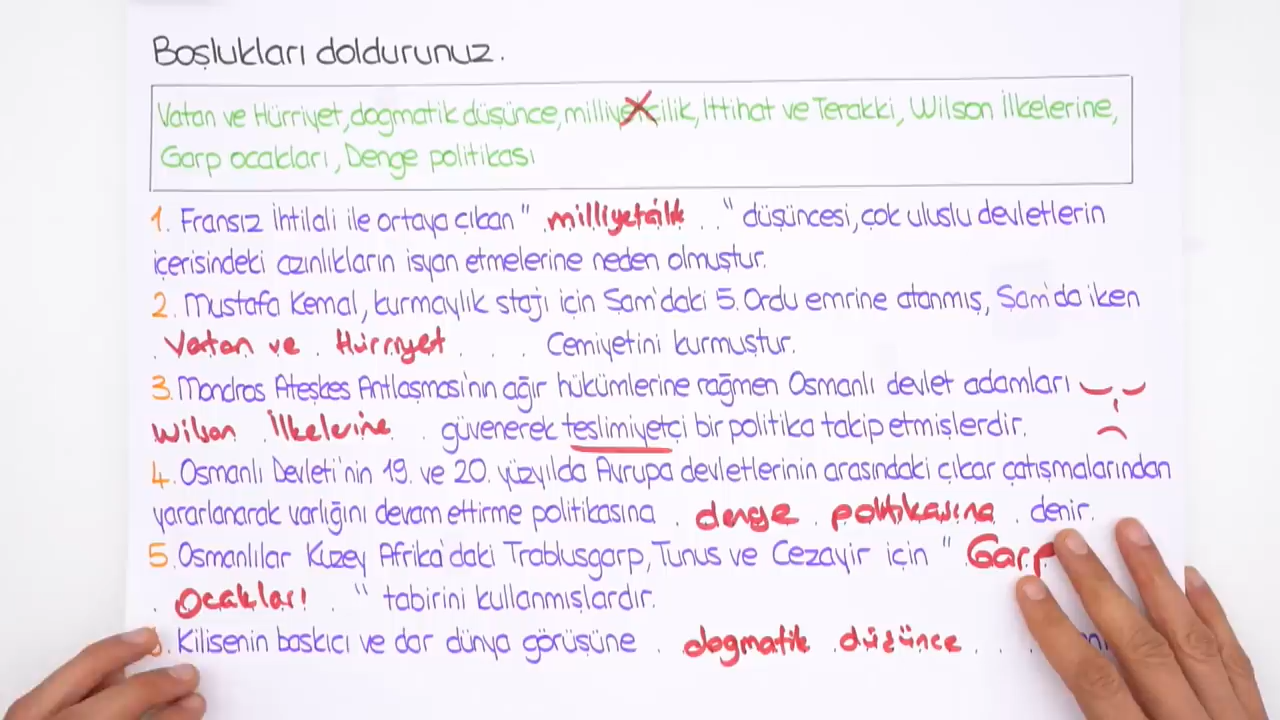 Boşlukları doldurunuz.
Vatan ve Hürriyet, dogmatik düşünce, milliyetçilik, İttihat ve Terakki, Wilson İlkelerine,
Garp ocakları, Denge politikası
1. Fransız İhtilali ile ortaya çıkan " milliyetçilik .. " düşüncesi, çok uluslu devletlerin
içerisindeki azınlıkların isyan etmelerine neden olmuştur.
2. Mustafa Kemal, kurmaylık stajı için Şam'daki 5. Ordu emrine atanmış, Şam'da iken
. Vatan ve . Hürriyet . . . Cemiyetini kurmuştur.
3. Mondros Ateşkes Antlaşması'nın ağır hükümlerine rağmen Osmanlı devlet adamları
Wilson . İlkelerine . güvenerek teslimiyetçi bir politika takip etmişlerdir.
4. Osmanlı Devleti'nin 19. ve 20. yüzyılda Avrupa devletlerinin arasındaki çıkar çatışmalarından
yararlanarak varlığını devam ettirme politikasına . denge . politikasına . denir.
5. Osmanlılar Kuzey Afrika'daki Trablusgarp, Tunus ve Cezayir için " Garp
. Ocakları . " tabirini kullanmışlardır.
Kilisenin baskıcı ve dar dünya görüşüne . dogmatik . düşünce . . .